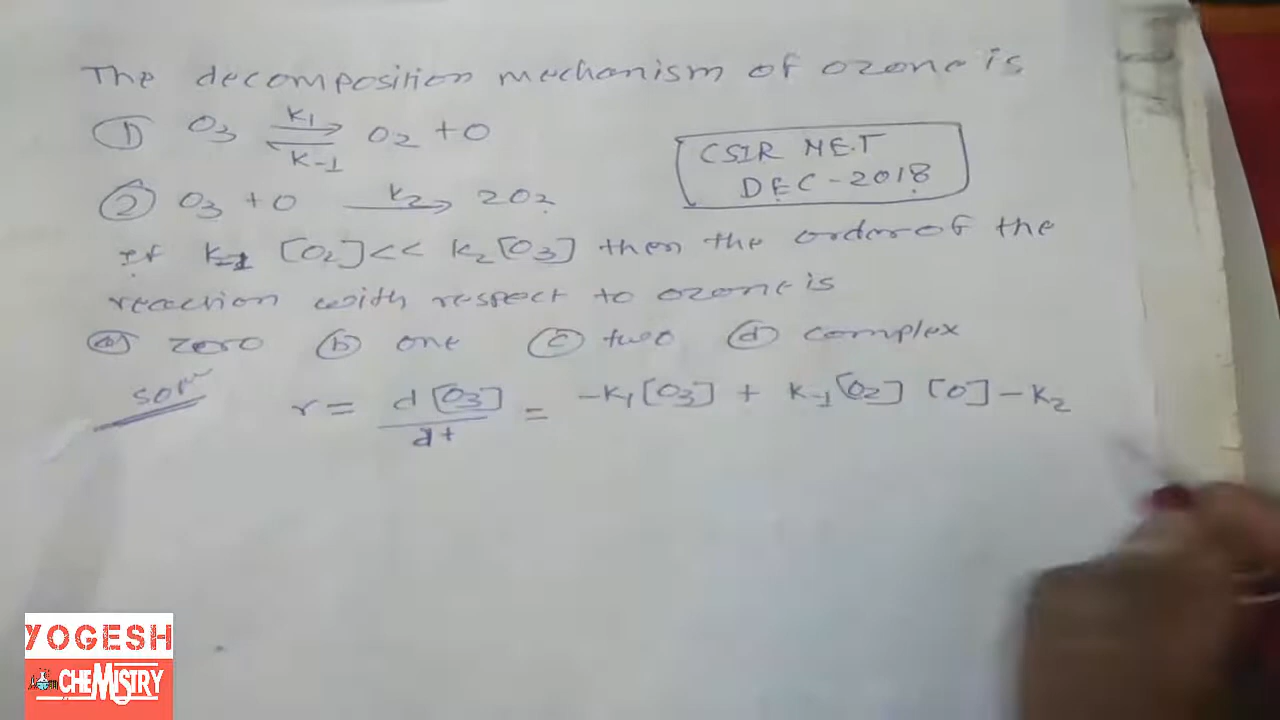 The decomposition mechanism of ozone is
① O3 ⇌ O2 + O k1 k-1
CSIR NET
DEC-2018
② O3 + O → 2O2 k2
If k-1 [O2] << k2 [O3] then the order of the
reaction with respect to ozone is
ⓐ zero ⓑ one ⓒ two ⓓ complex
Solⁿ
r = d[O3]/dt = -k1[O3] + k-1[O2] [O] - k2
YOGESH
CHEMISTRY